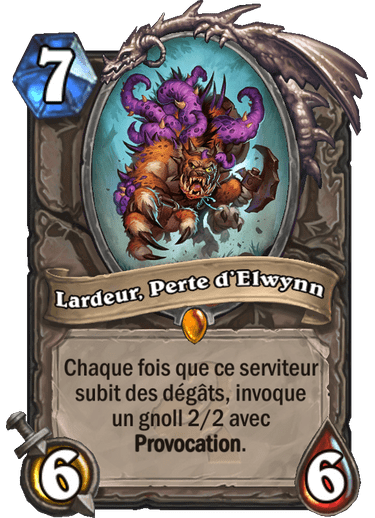 7
Lardeur, Perte d'Elwynn
Chaque fois que ce serviteur
subit des dégâts, invoque
un gnoll 2/2 avec
Provocation.
6
6